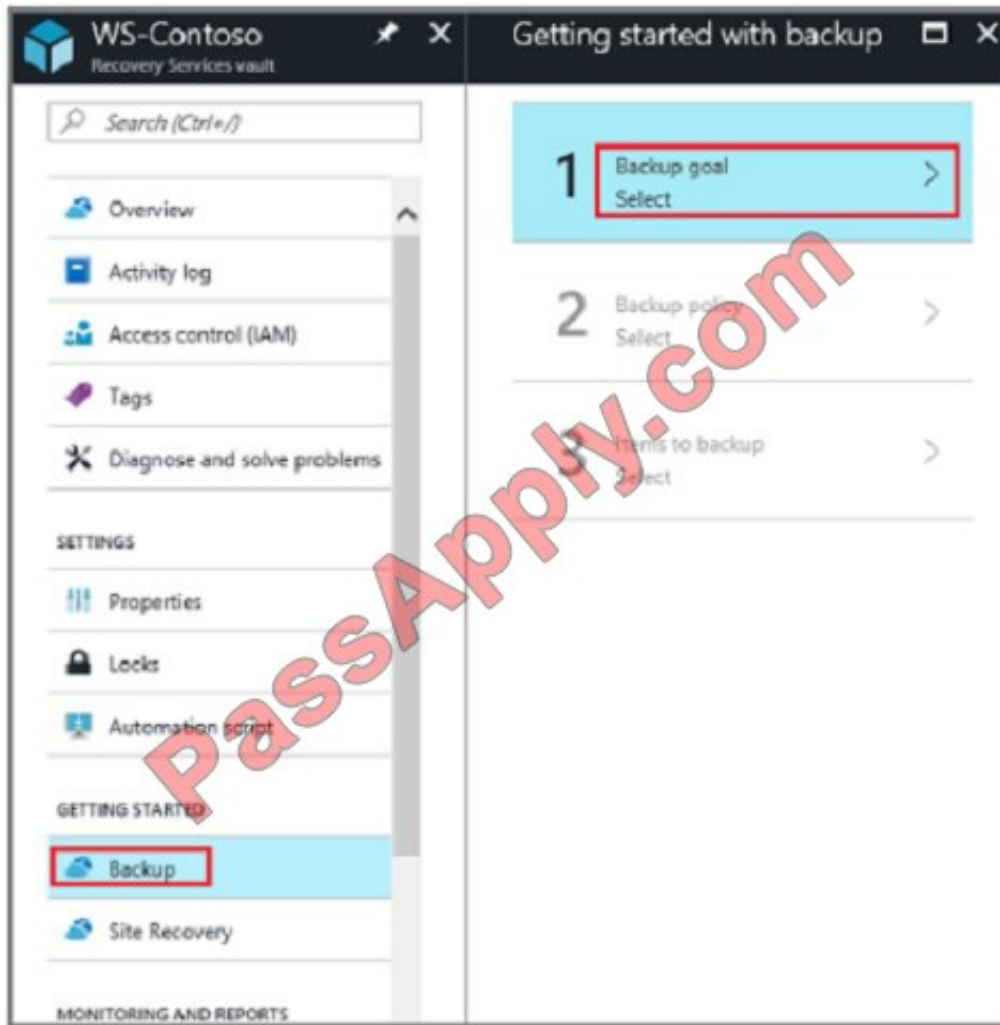 WS-Contoso
Recovery Services vault
Search (Ctrl+/)
Overview
Activity log
Access control (IAM)
Tags
Diagnose and solve problems
SETTINGS
Properties
Locks
Automation script
GETTING STARTED
Backup
Site Recovery
MONITORING AND REPORTS
Getting started with backup
1
Backup goal
Select
2
Backup policy
Select
3
Items to backup
Select
PassApply.com